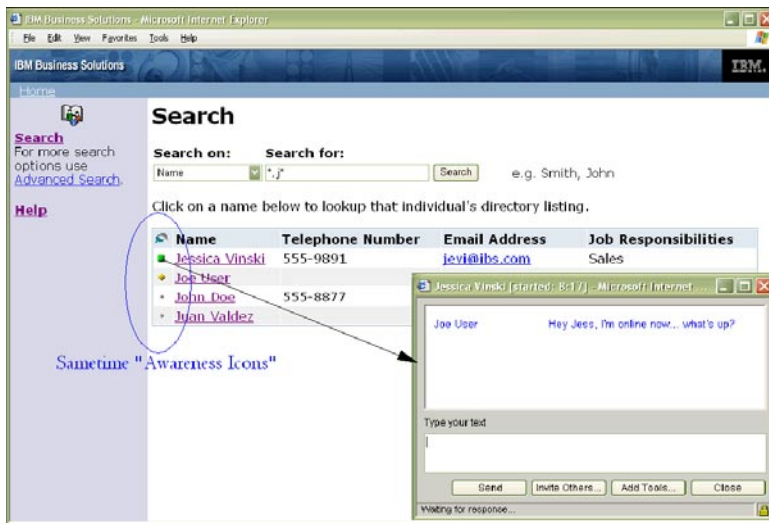 IBM Business Solutions - Microsoft Internet Explorer
File Edit View Favorites Tools Help
IBM Business Solutions
IBM.
Home
Search
Search
For more search
options use
Advanced Search.
Help
Search on: Search for:
Name *,j* Search e.g. Smith, John
Click on a name below to lookup that individual's directory listing.
Name Telephone Number Email Address Job Responsibilities
Jessica Vinski 555-9891 jevi@ibs.com Sales
Joe User
John Doe 555-8877
Juan Valdez
Sametime "Awareness Icons"
Jessica Vinski [started: 8:17] - Microsoft Internet ...
Joe User Hey Jess, I'm online now... what's up?
Type your text
Send Invite Others... Add Tools... Close
Waiting for response...